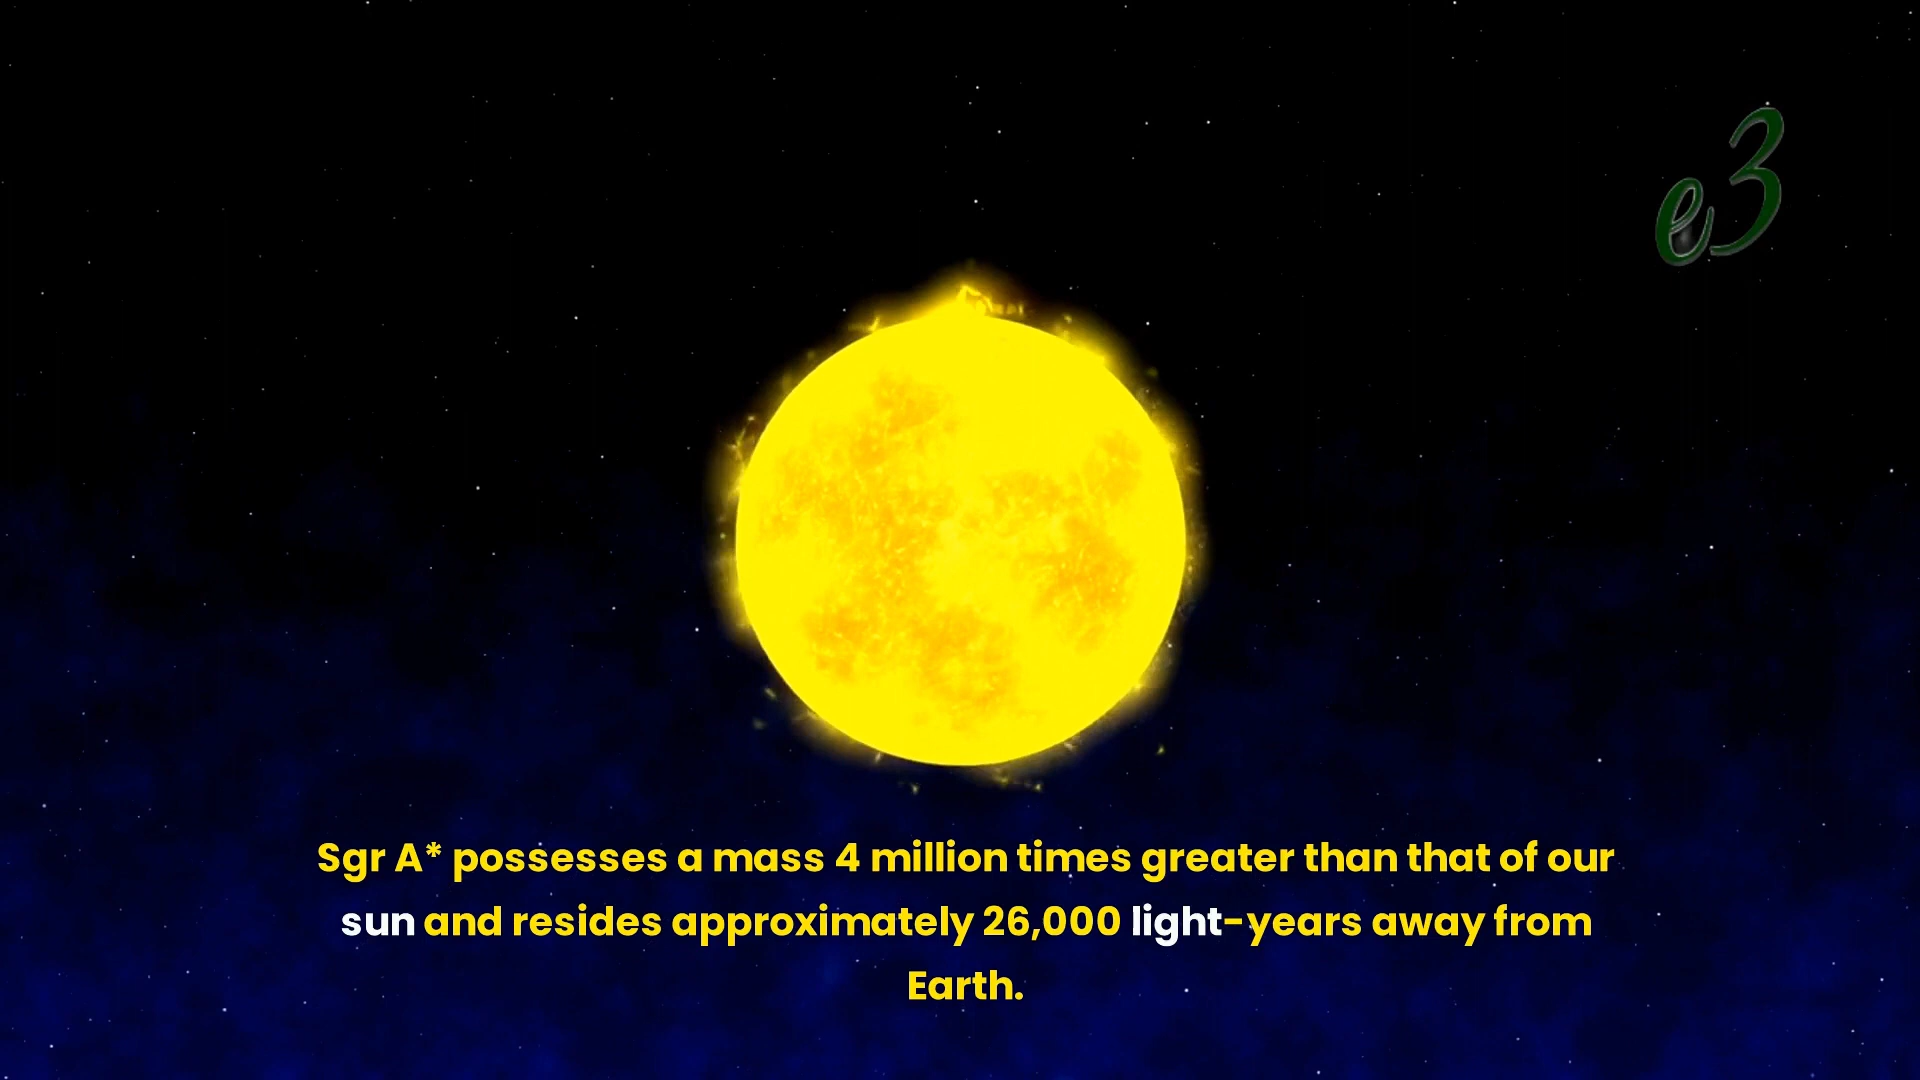 e3
Sgr A* possesses a mass 4 million times greater than that of our
sun and resides approximately 26,000 light-years away from
Earth.